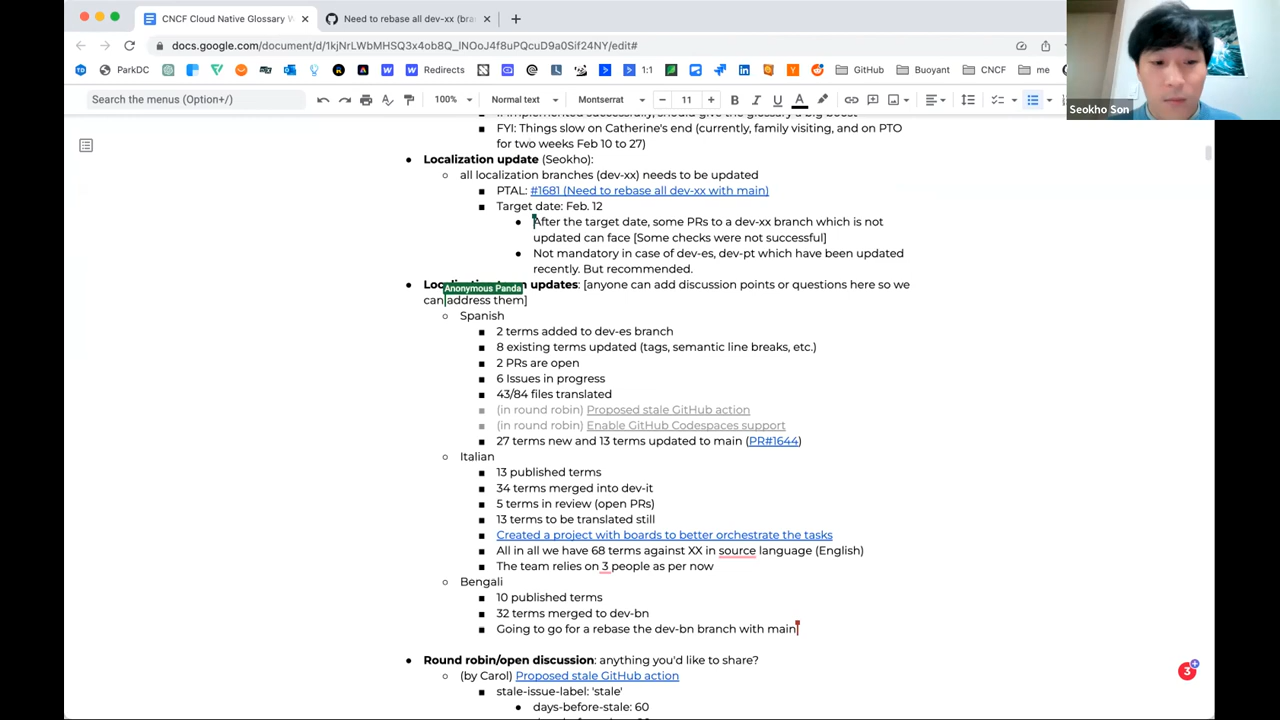 CNCF Cloud Native Glossary W
Need to rebase all dev-xx (bra
docs.google.com/document/d/1kjNrLWbMHSQ3x4ob8Q_lNOoJ4f8uPQcuD9a0Sif24NY/edit#
ParkDC
Redirects
1:1
GitHub
Buoyant
CNCF
me
Seokho Son
Search the menus (Option+/)
100%
Normal text
Montserrat
11
If implemented successfully, should give the glossary a big boost
FYI: Things slow on Catherine's end (currently, family visiting, and on PTO
for two weeks Feb 10 to 27)
Localization update (Seokho):
all localization branches (dev-xx) needs to be updated
PTAL: #1681 (Need to rebase all dev-xx with main)
Target date: Feb. 12
After the target date, some PRs to a dev-xx branch which is not
updated can face [Some checks were not successful]
Not mandatory in case of dev-es, dev-pt which have been updated
recently. But recommended.
Localization team updates: [anyone can add discussion points or questions here so we
Anonymous Panda
can address them]
Spanish
2 terms added to dev-es branch
8 existing terms updated (tags, semantic line breaks, etc.)
2 PRs are open
6 Issues in progress
43/84 files translated
(in round robin) Proposed stale GitHub action
(in round robin) Enable GitHub Codespaces support
27 terms new and 13 terms updated to main (PR#1644)
Italian
13 published terms
34 terms merged into dev-it
5 terms in review (open PRs)
13 terms to be translated still
Created a project with boards to better orchestrate the tasks
All in all we have 68 terms against XX in source language (English)
The team relies on 3 people as per now
Bengali
10 published terms
32 terms merged to dev-bn
Going to go for a rebase the dev-bn branch with main
Round robin/open discussion: anything you'd like to share?
(by Carol) Proposed stale GitHub action
stale-issue-label: 'stale'
days-before-stale: 60
3